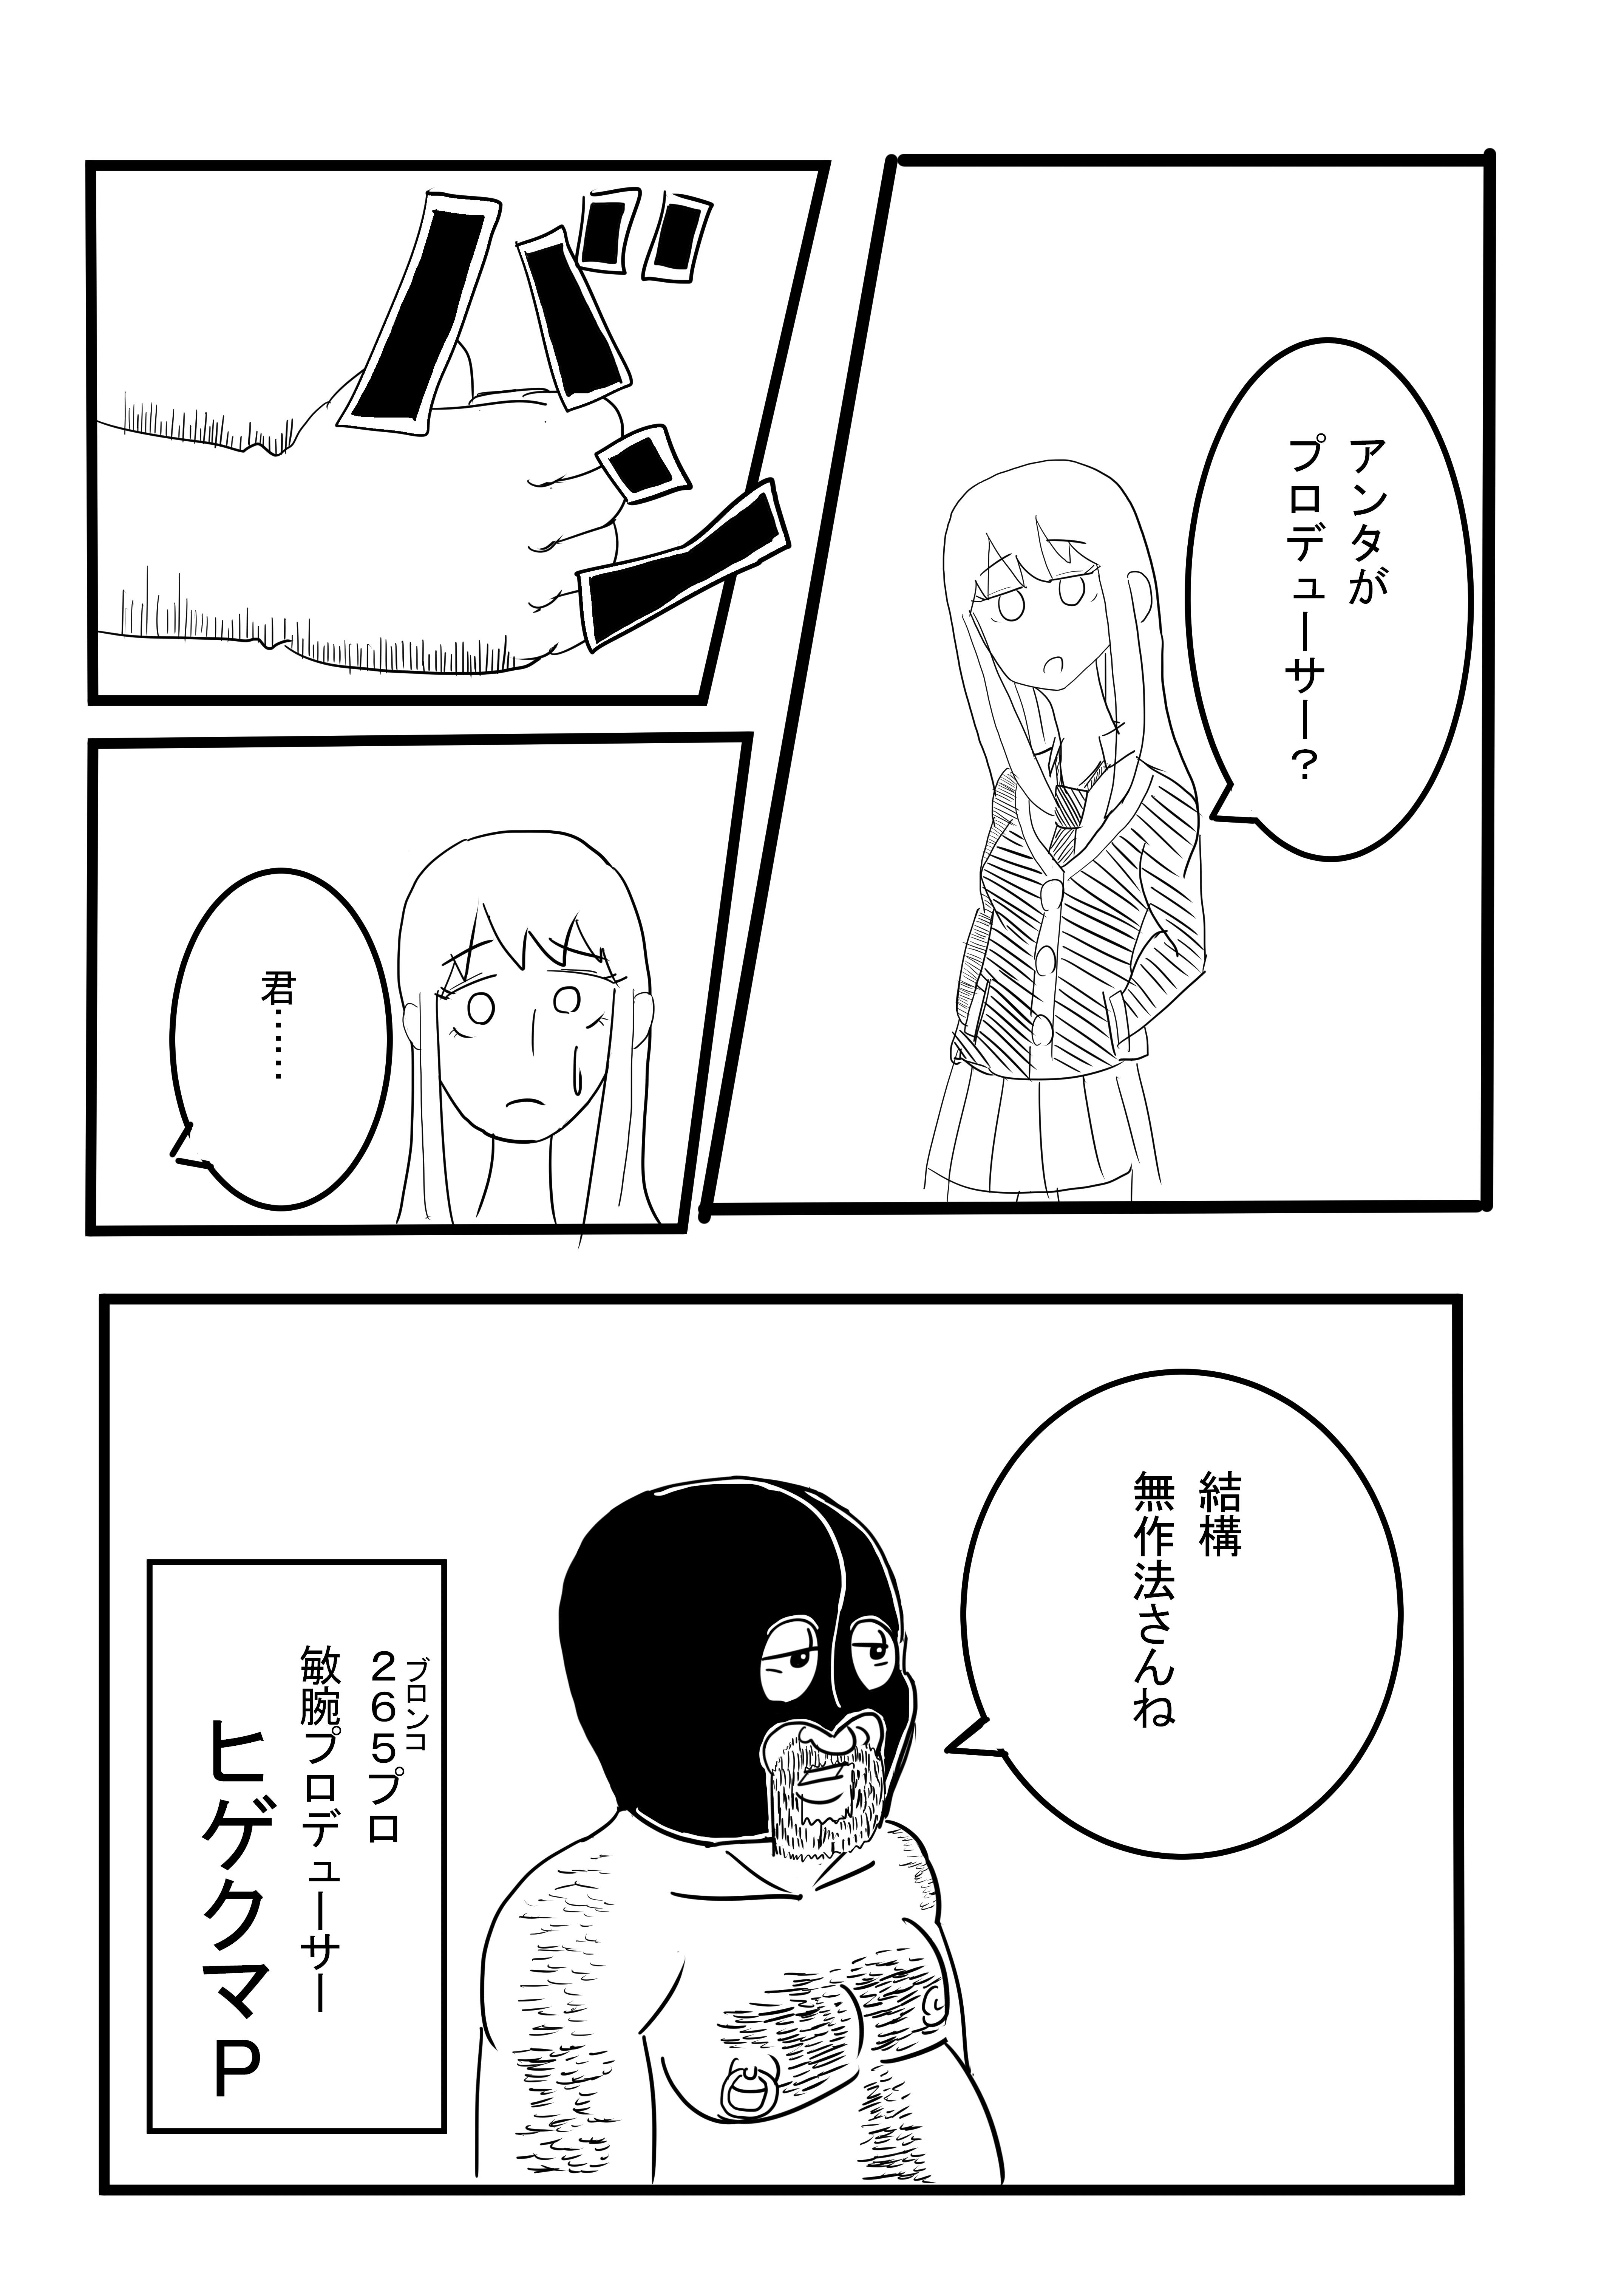 アンタが
プロデューサー？
ガッ
君……
結構
無作法さんね
ブロンコ
２６５プロ
敏腕プロデューサー
ヒゲクマＰ